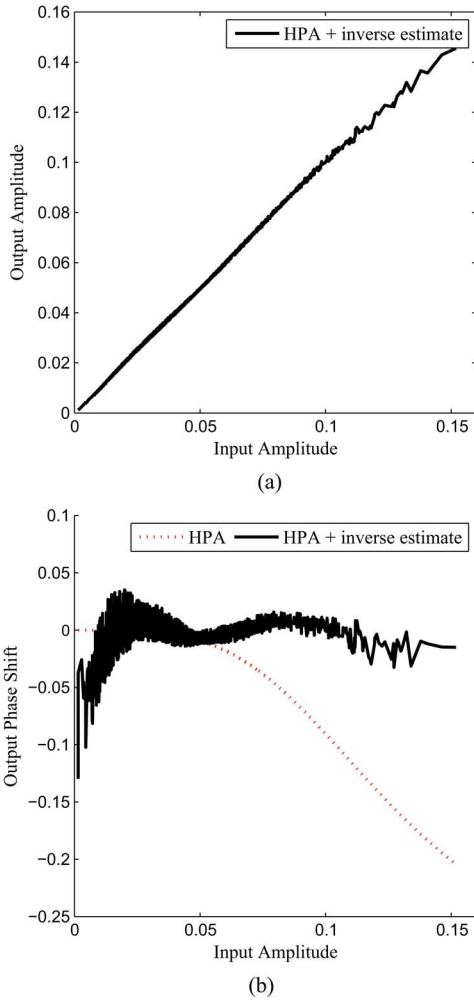 0.16
HPA + inverse estimate
0.14
0.12
0.1
0.08
0.06
0.04
0.02
0
Output Amplitude
0 0.05 0.1 0.15
Input Amplitude
(a)
0.1
HPA HPA + inverse estimate
0.05
0
−0.05
−0.1
−0.15
−0.2
−0.25
Output Phase Shift
0 0.05 0.1 0.15
Input Amplitude
(b)